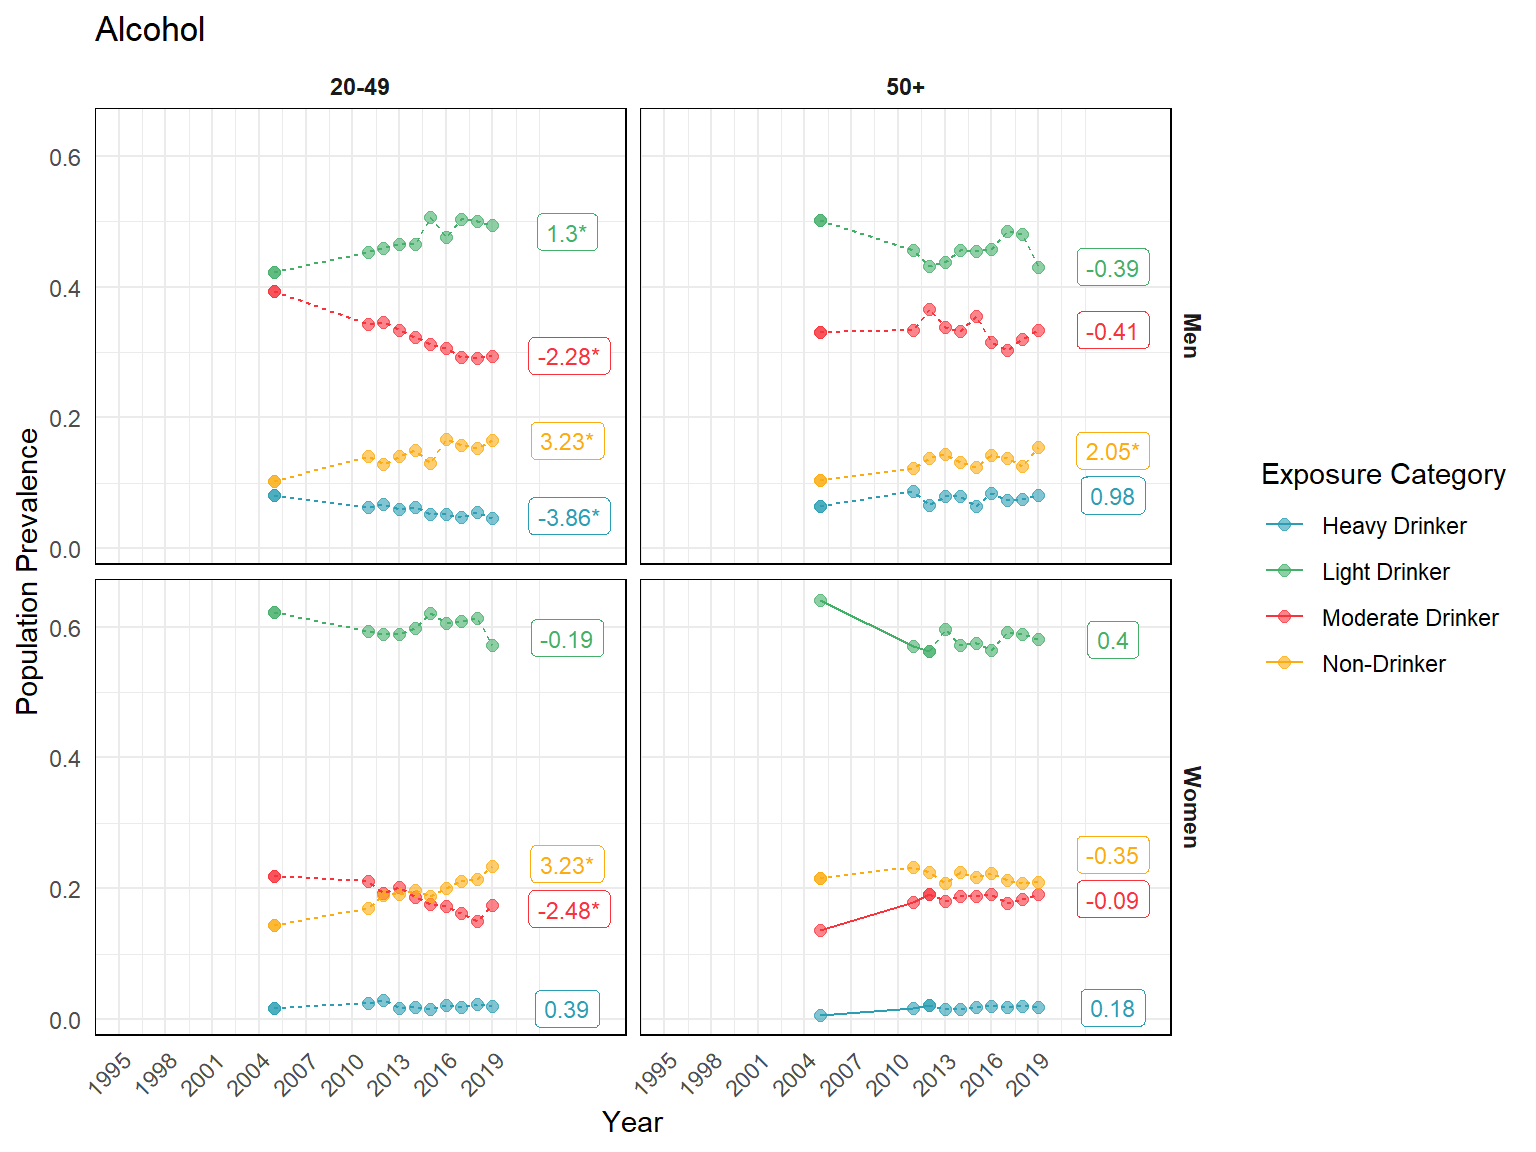 Alcohol
20-49
50+
Population Prevalence
0.6
0.4
0.2
0.0
1.3*
-2.28*
3.23*
-3.86*
-0.39
-0.41
2.05*
0.98
Men
0.6
0.4
0.2
0.0
-0.19
3.23*
-2.48*
0.39
0.4
-0.35
-0.09
0.18
Women
1995 1998 2001 2004 2007 2010 2013 2016 2019
1995 1998 2001 2004 2007 2010 2013 2016 2019
Year
Exposure Category
Heavy Drinker
Light Drinker
Moderate Drinker
Non-Drinker